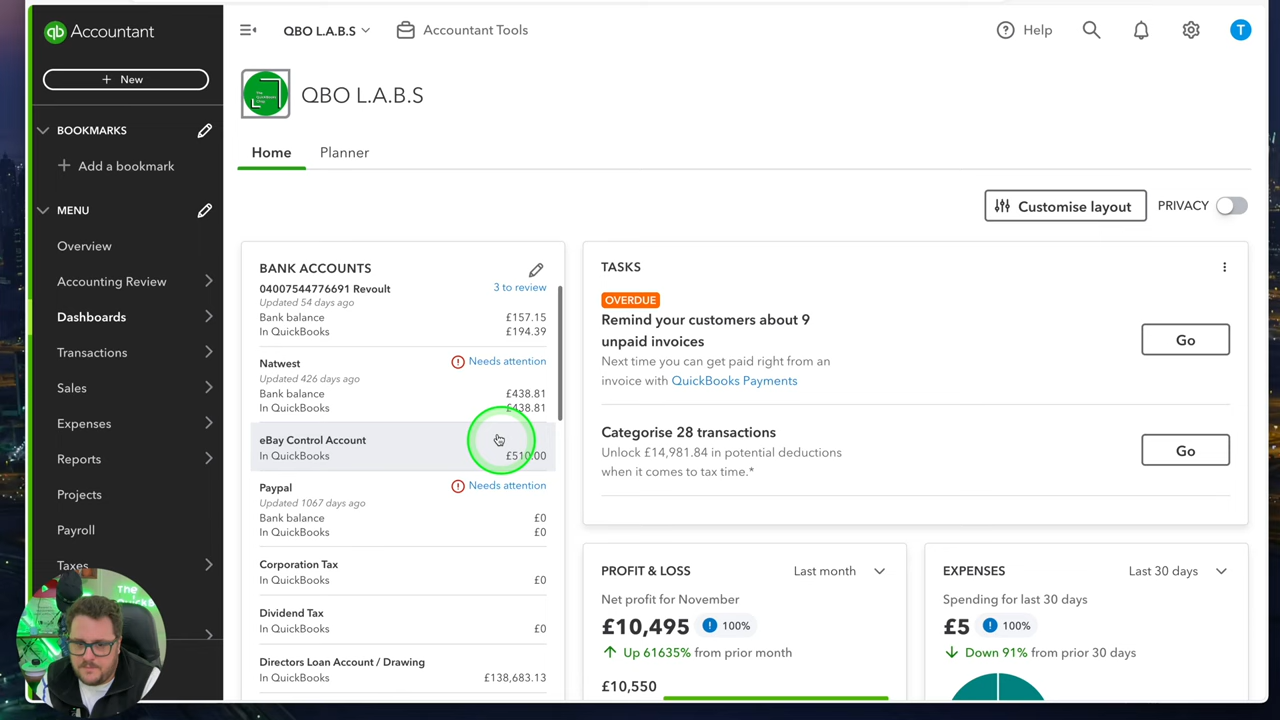 qb Accountant
QBO L.A.B.S
Accountant Tools
Help
T
+ New
QBO L.A.B.S
BOOKMARKS
Add a bookmark
Home
Planner
MENU
Customise layout
PRIVACY
Overview
Accounting Review
Dashboards
Transactions
Sales
Expenses
Reports
Projects
Payroll
Taxes
BANK ACCOUNTS
04007544776691 Revoult
3 to review
Updated 54 days ago
Bank balance £157.15
In QuickBooks £194.39
Natwest
Needs attention
Updated 426 days ago
Bank balance £438.81
In QuickBooks £438.81
eBay Control Account
In QuickBooks £510.00
Paypal
Needs attention
Updated 1067 days ago
Bank balance £0
In QuickBooks £0
Corporation Tax
In QuickBooks £0
Dividend Tax
In QuickBooks £0
Directors Loan Account / Drawing
In QuickBooks £138,683.13
TASKS
OVERDUE
Remind your customers about 9
unpaid invoices
Next time you can get paid right from an
invoice with QuickBooks Payments
Go
Categorise 28 transactions
Unlock £14,981.84 in potential deductions
when it comes to tax time.*
Go
PROFIT & LOSS
Last month
Net profit for November
£10,495
100%
Up 61635% from prior month
£10,550
EXPENSES
Last 30 days
Spending for last 30 days
£5
100%
Down 91% from prior 30 days